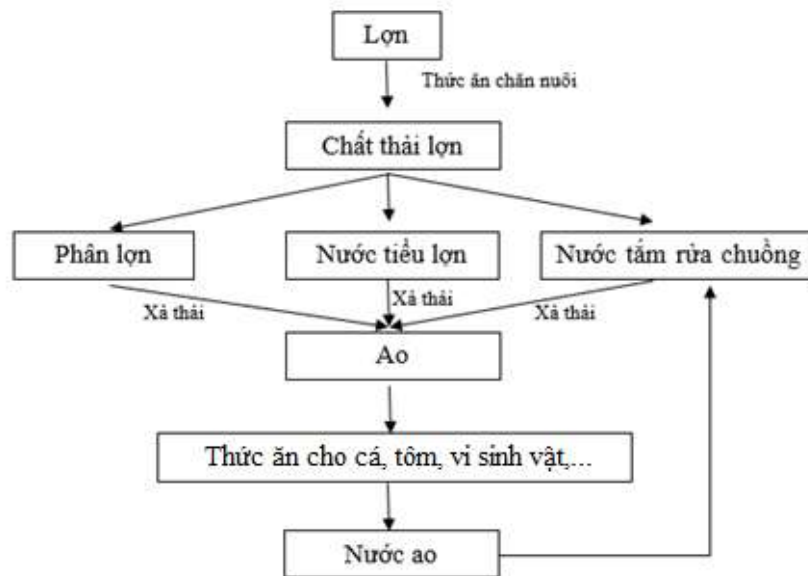 Lợn
Thức ăn chăn nuôi
Chất thải lợn
Phân lợn
Nước tiểu lợn
Nước tắm rửa chuồng
Xả thải
Xả thải
Xả thải
Ao
Thức ăn cho cá, tôm, vi sinh vật,...
Nước ao